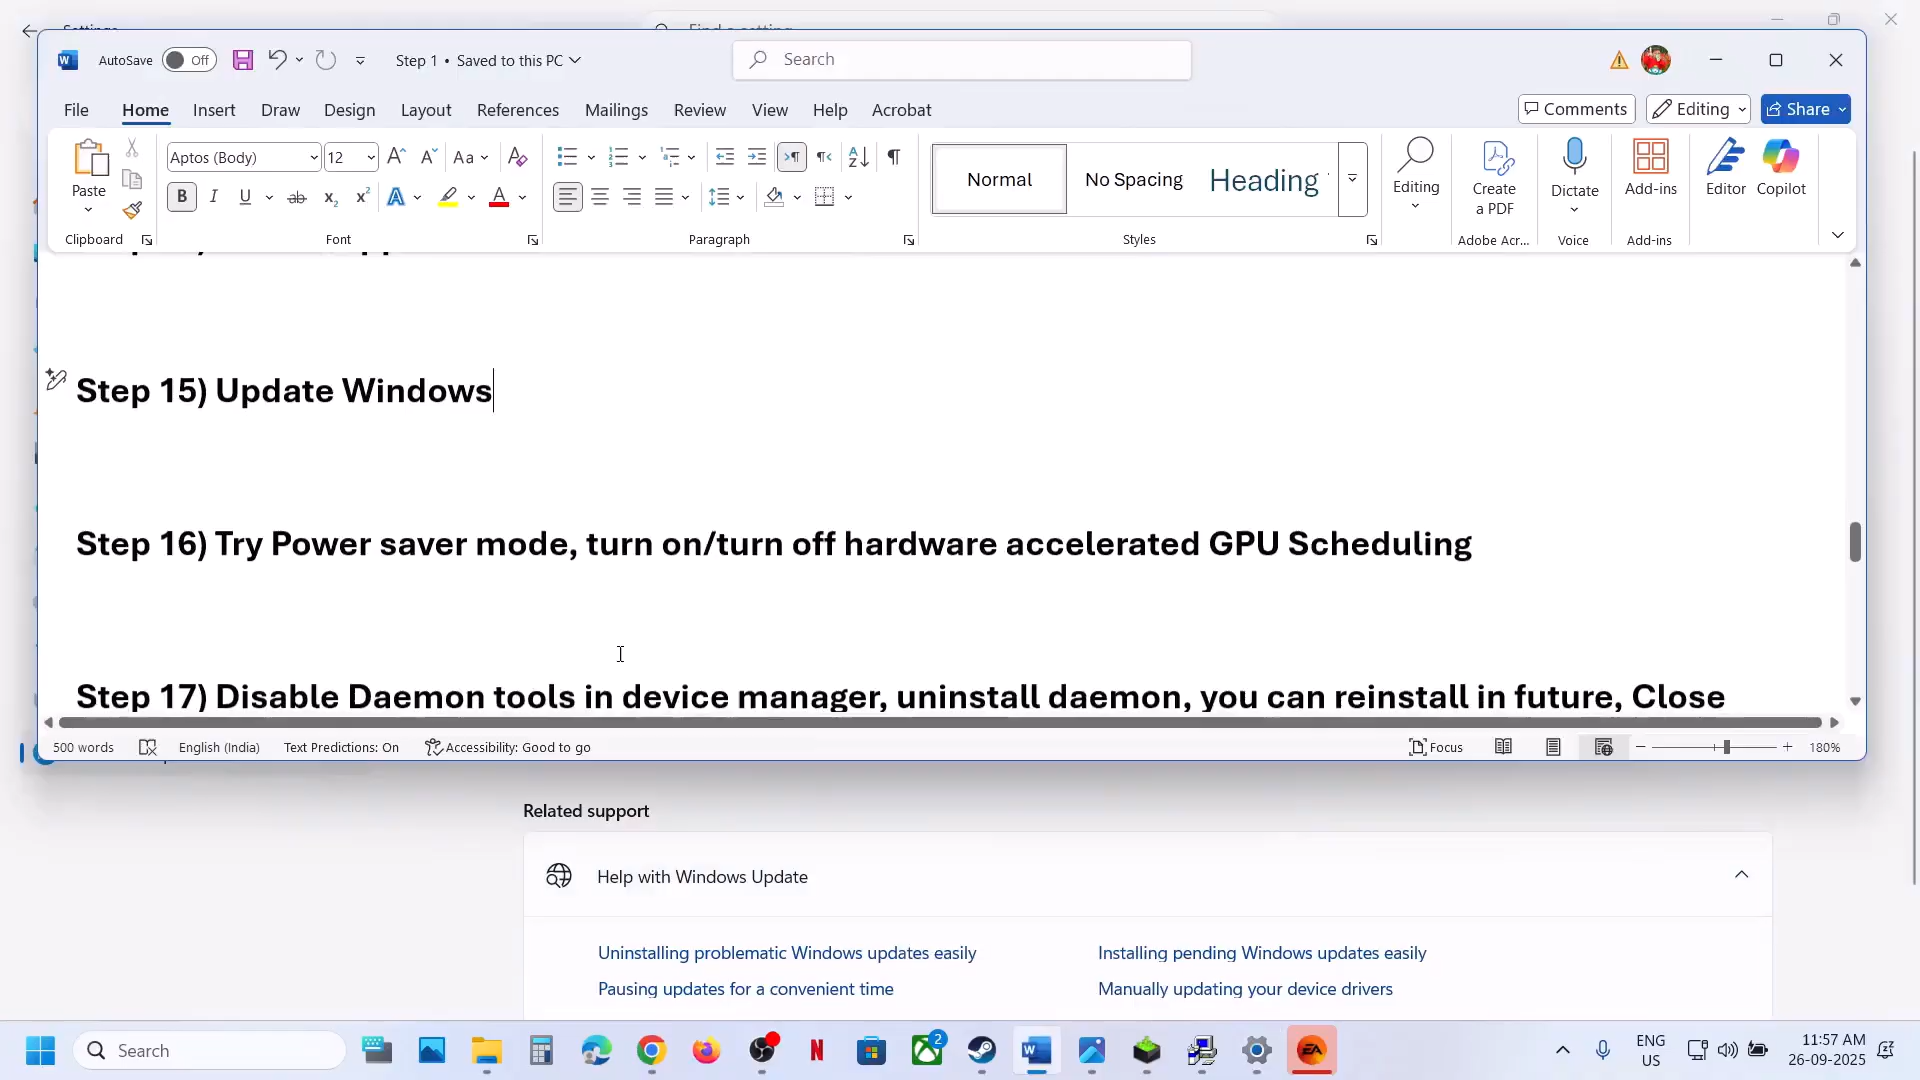 Settings
Find a setting
AutoSave Off Step 1 • Saved to this PC Search
File Home Insert Draw Design Layout References Mailings Review View Help Acrobat Comments Editing Share
Paste Aptos (Body) 12 Aa Normal No Spacing Heading Editing Create a PDF Dictate Add-ins Editor Copilot
Clipboard Font Paragraph Styles Adobe Acr... Voice Add-ins
Step 15) Update Windows
Step 16) Try Power saver mode, turn on/turn off hardware accelerated GPU Scheduling
Step 17) Disable Daemon tools in device manager, uninstall daemon, you can reinstall in future, Close
500 words English (India) Text Predictions: On Accessibility: Good to go Focus 180%
Related support
Help with Windows Update
Uninstalling problematic Windows updates easily Installing pending Windows updates easily
Pausing updates for a convenient time Manually updating your device drivers
Search 2 EA ENG US 11:57 AM 26-09-2025